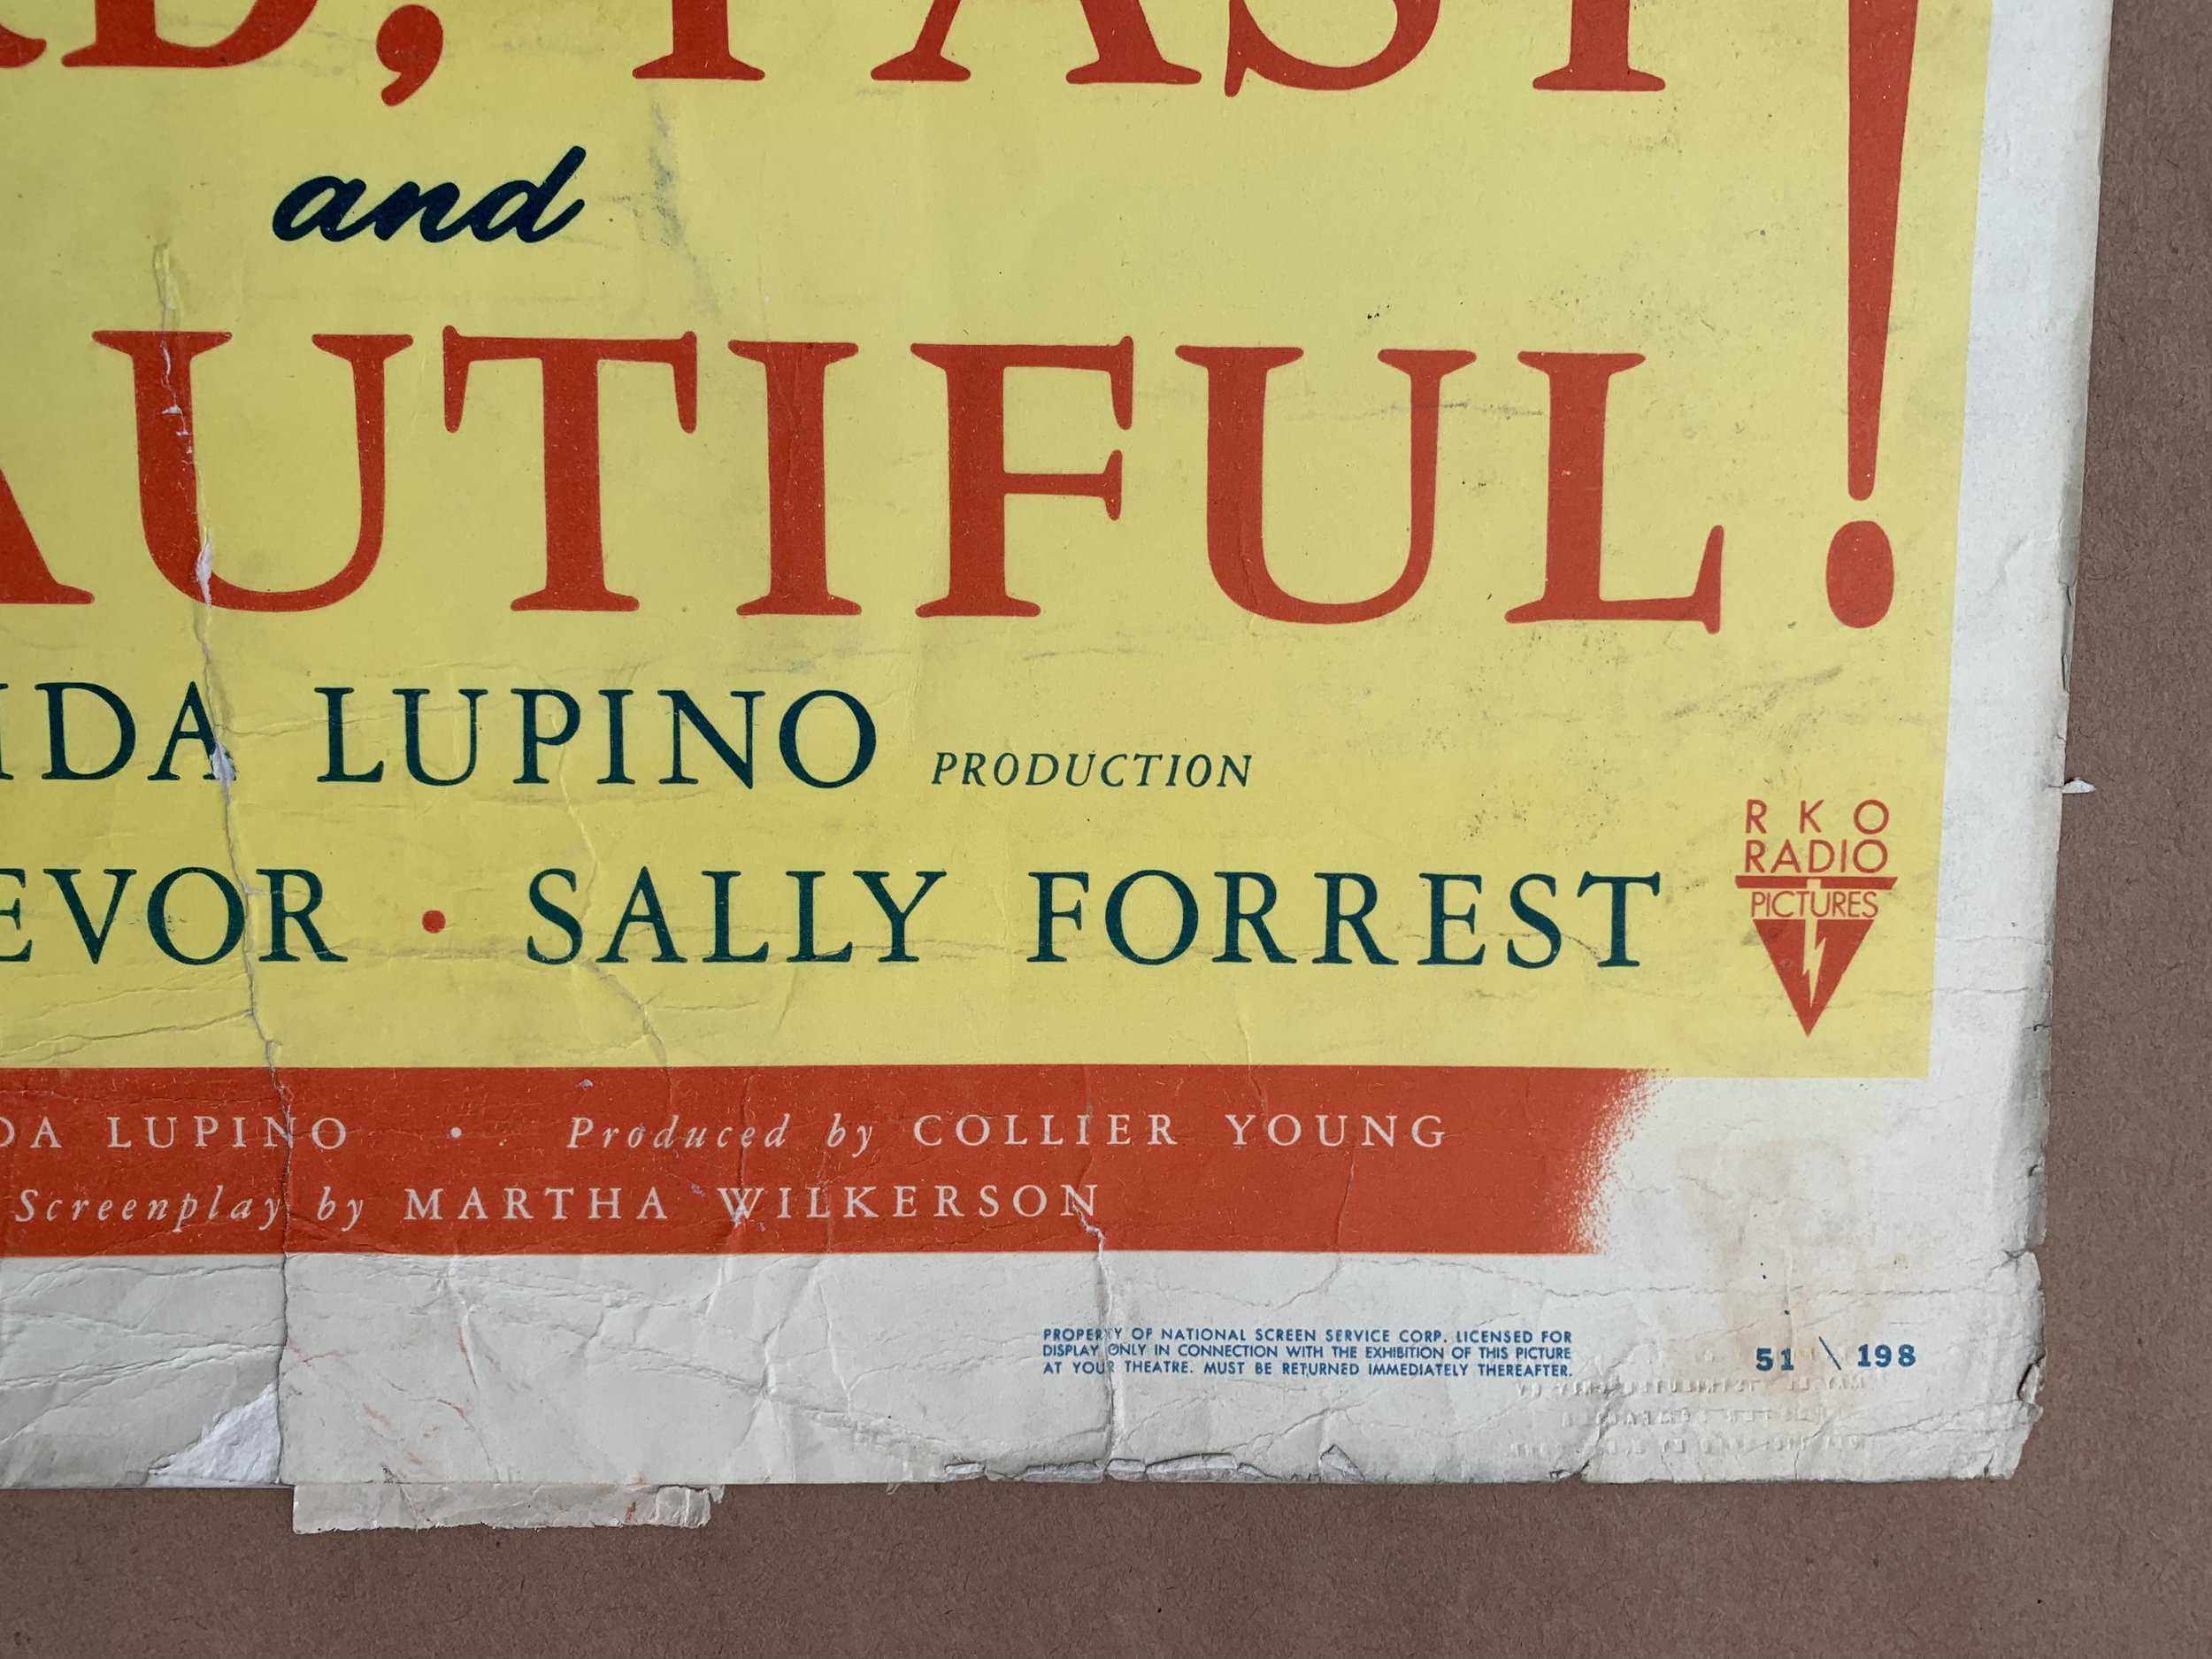 RD, FAST
and
AUTIFUL!
IDA LUPINO PRODUCTION
EVOR • SALLY FORREST
R K O
RADIO
PICTURES
DA LUPINO • Produced by COLLIER YOUNG
Screenplay by MARTHA WILKERSON
PROPERTY OF NATIONAL SCREEN SERVICE CORP. LICENSED FOR
DISPLAY ONLY IN CONNECTION WITH THE EXHIBITION OF THIS PICTURE
AT YOUR THEATRE. MUST BE RETURNED IMMEDIATELY THEREAFTER.
51 \ 198